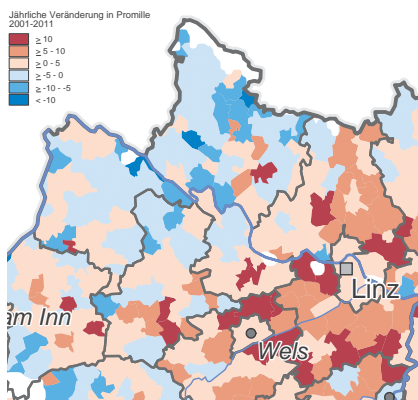 Jährliche Veränderung in Promille
2001-2011
≥ 10
≥ 5 - 10
≥ 0 - 5
≥ -5 - 0
≥ -10 - -5
< -10
Linz
am Inn
Wels